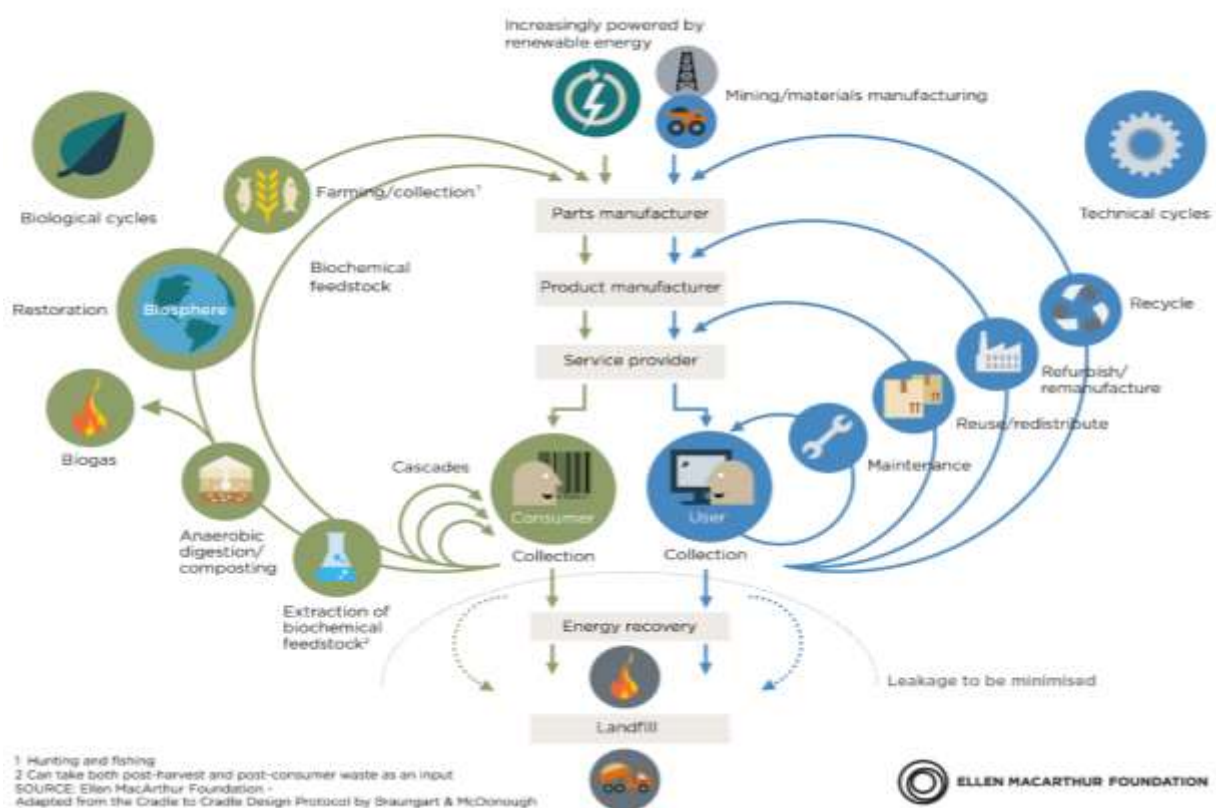 Increasingly powered by
renewable energy
Mining/materials manufacturing
Biological cycles
Farming/collection¹
Parts manufacturer
Technical cycles
Biochemical
feedstock
Product manufacturer
Restoration
Biosphere
Recycle
Service provider
Refurbish/
remanufacture
Reuse/redistribute
Biogas
Cascades
Maintenance
Consumer
User
Anaerobic
digestion/
composting
Collection
Collection
Extraction of
biochemical
feedstock²
Energy recovery
Leakage to be minimised
Landfill
1 Hunting and fishing
2 Can take both post-harvest and post-consumer waste as an input
SOURCE: Ellen MacArthur Foundation -
Adapted from the Cradle to Cradle Design Protocol by Braungart & McDonough
ELLEN MACARTHUR FOUNDATION